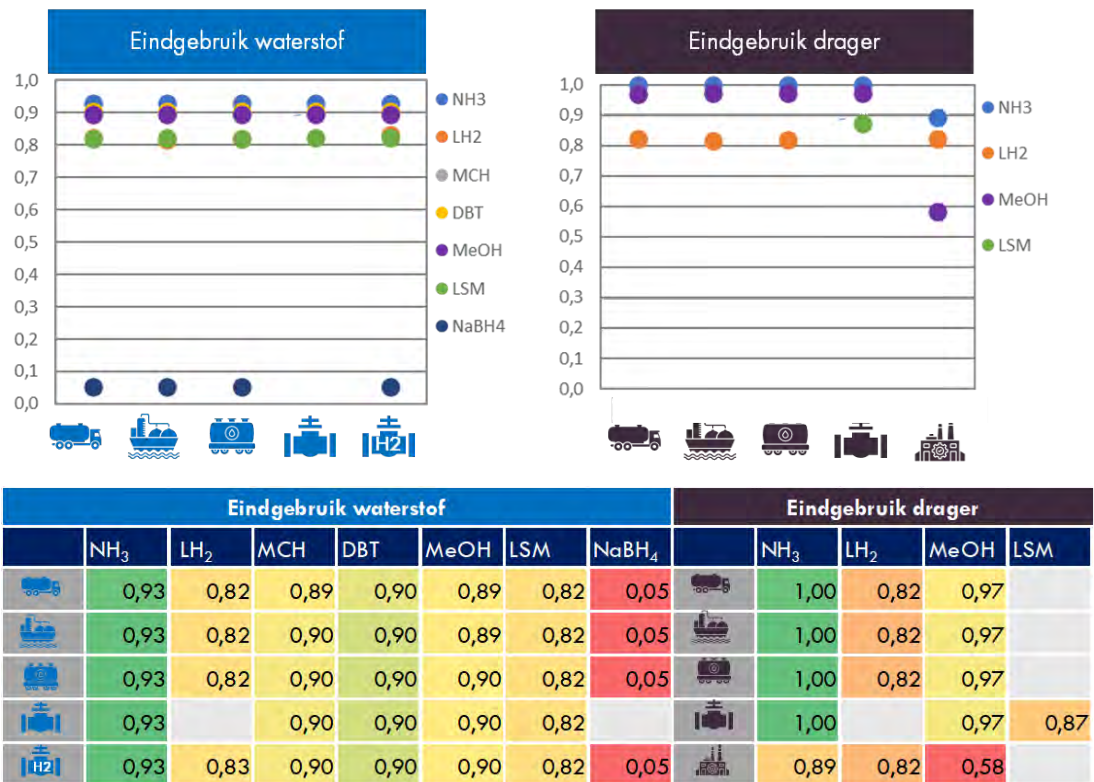 Eindgebruik waterstof
1,0
0,9
0,8
0,7
0,6
0,5
0,4
0,3
0,2
0,1
0,0
NH3
LH2
MCH
DBT
MeOH
LSM
NaBH4
H2
Eindgebruik drager
1,0
0,9
0,8
0,7
0,6
0,5
0,4
0,3
0,2
0,1
0,0
NH3
LH2
MeOH
LSM
Eindgebruik waterstof Eindgebruik drager
NH₃ LH₂ MCH DBT MeOH LSM NaBH₄ NH₃ LH₂ MeOH LSM
0,93 0,82 0,89 0,90 0,89 0,82 0,05 1,00 0,82 0,97
0,93 0,82 0,90 0,90 0,89 0,82 0,05 1,00 0,82 0,97
0,93 0,82 0,90 0,90 0,90 0,82 0,05 1,00 0,82 0,97
0,93 0,90 0,90 0,90 0,82 1,00 0,97 0,87
H2 0,93 0,83 0,90 0,90 0,90 0,82 0,05 0,89 0,82 0,58